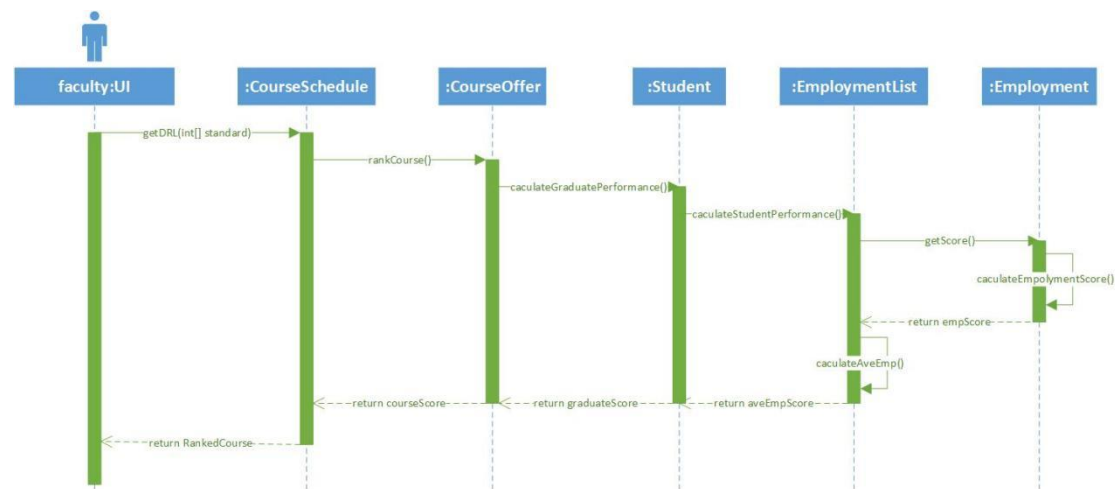 faculty:UI
:CourseSchedule
:CourseOffer
:Student
:EmploymentList
:Employment
getDRL(int[] standard)
rankCourse()
caculateGraduatePerformance()
caculateStudentPerformance()
getScore()
caculateEmpolymentScore()
return empScore
caculateAveEmp()
return courseScore
return graduateScore
return aveEmpScore
return RankedCourse